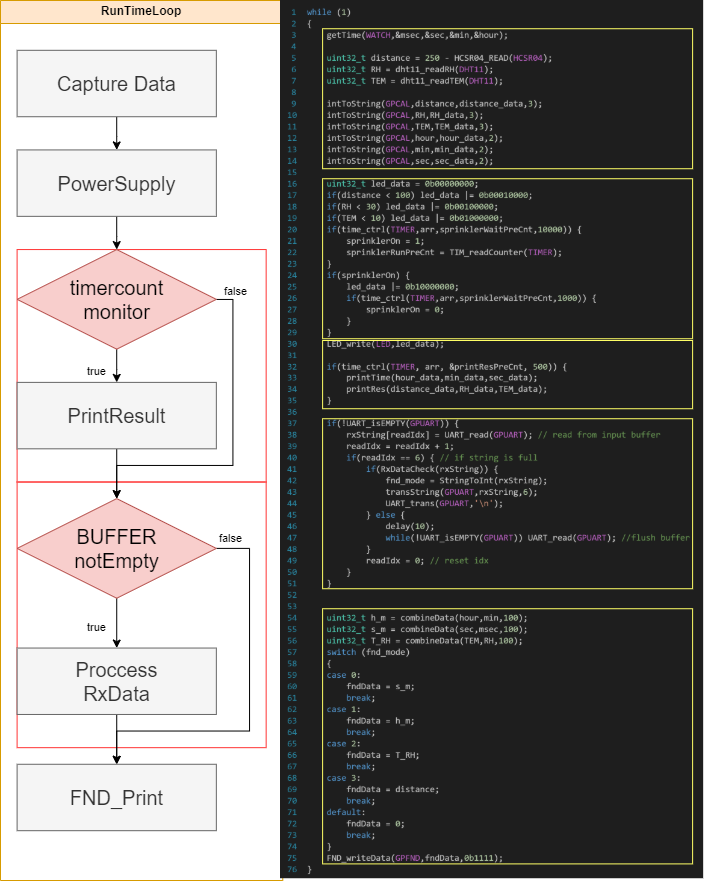 RunTimeLoop
Capture Data
PowerSupply
timercount
monitor
false
true
PrintResult
BUFFER
notEmpty
false
true
Proccess
RxData
FND_Print
1 while (1)
2 {
3 getTime(WATCH,&msec,&sec,&min,&hour);
4
5 uint32_t distance = 250 - HCSR04_READ(HCSR04);
6 uint32_t RH = dht11_readRH(DHT11);
7 uint32_t TEM = dht11_readTEM(DHT11);
8
9 intToString(GPCAL,distance,distance_data,3);
10 intToString(GPCAL,RH,RH_data,3);
11 intToString(GPCAL,TEM,TEM_data,3);
12 intToString(GPCAL,hour,hour_data,2);
13 intToString(GPCAL,min,min_data,2);
14 intToString(GPCAL,sec,sec_data,2);
15
16 uint32_t led_data = 0b00000000;
17 if(distance < 100) led_data |= 0b00010000;
18 if(RH < 30) led_data |= 0b00100000;
19 if(TEM < 10) led_data |= 0b01000000;
20 if(time_ctrl(TIMER,arr,sprinklerWaitPreCnt,10000)) {
21 sprinklerOn = 1;
22 sprinklerRunPreCnt = TIM_readCounter(TIMER);
23 }
24 if(sprinklerOn) {
25 led_data |= 0b10000000;
26 if(time_ctrl(TIMER,arr,sprinklerWaitPreCnt,1000)) {
27 sprinklerOn = 0;
28 }
29 }
30 LED_write(LED,led_data);
31
32 if(time_ctrl(TIMER, arr, &printResPreCnt, 500)) {
33 printTime(hour_data,min_data,sec_data);
34 printRes(distance_data,RH_data,TEM_data);
35 }
36
37 if(!UART_isEMPTY(GPUART)) {
38 rxString[readIdx] = UART_read(GPUART); // read from input buffer
39 readIdx = readIdx + 1;
40 if(readIdx == 6) { // if string is full
41 if(RxDataCheck(rxString)) {
42 fnd_mode = StringToInt(rxString);
43 transString(GPUART,rxString,6);
44 UART_trans(GPUART,'\n');
45 } else {
46 delay(10);
47 while(!UART_isEMPTY(GPUART)) UART_read(GPUART); //flush buffer
48 }
49 readIdx = 0; // reset idx
50 }
51 }
52
53
54 uint32_t h_m = combineData(hour,min,100);
55 uint32_t s_m = combineData(sec,msec,100);
56 uint32_t T_RH = combineData(TEM,RH,100);
57 switch (fnd_mode)
58 {
59 case 0:
60 fndData = s_m;
61 break;
62 case 1:
63 fndData = h_m;
64 break;
65 case 2:
66 fndData = T_RH;
67 break;
68 case 3:
69 fndData = distance;
70 break;
71 default:
72 fndData = 0;
73 break;
74 }
75 FND_writeData(GPFND,fndData,0b1111);
76 }